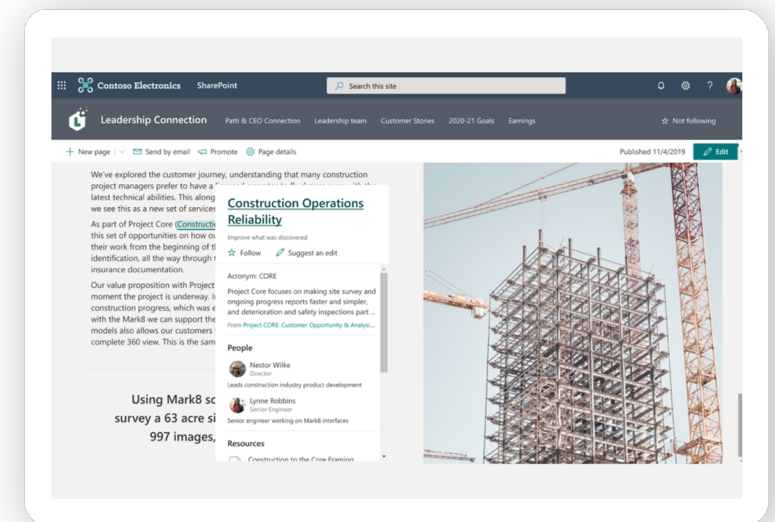 Contoso Electronics SharePoint Search this site ?
Leadership Connection Patti & CEO Connection Leadership team Customer Stories 2020-21 Goals Earnings Not following
New page Send by email Promote Page details Published 11/4/2019 Edit
We've explored the customer journey, understanding that many construction
project managers prefer to have a
latest technical abilities. This along
we see this as a new set of services
As part of Project Core (Constructi
this set of opportunities on how ou
their work from the beginning of t
identification, all the way through
insurance documentation.
Our value proposition with Project
moment the project is underway. I
construction progress, which was e
with the Mark8 we can support the
models also allows our customers
complete 360 view. This is the sam
Using Mark8 sc
survey a 63 acre si
997 images,
Construction Operations
Reliability
Improve what was discovered
Follow Suggest an edit
Acronym: CORE
Project Core focuses on making site survey and
ongoing progress reports faster and simpler,
and deterioration and safety inspections part ...
From Project CORE: Customer Opportunity & Analysi...
People
Nestor Wilke
Director
Leads construction industry product development
Lynne Robbins
Senior Engineer
Senior engineer working on Mark8 interfaces
Resources
Construction to the Core Framing